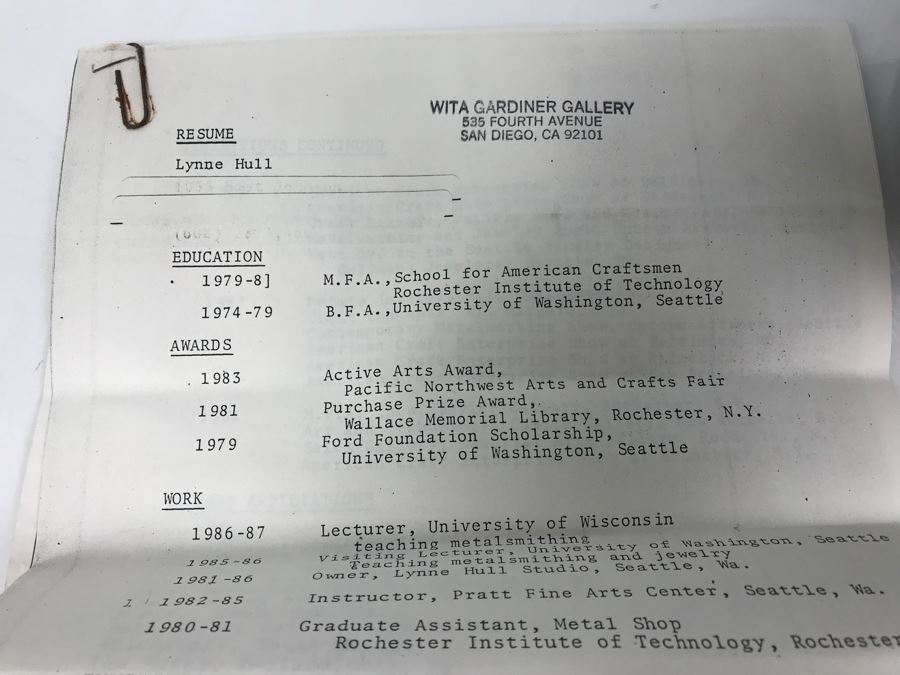 WITA GARDINER GALLERY
535 FOURTH AVENUE
SAN DIEGO, CA 92101
RESUME
Lynne Hull
EDUCATION
1979-8] M.F.A., School for American Craftsmen
Rochester Institute of Technology
1974-79 B.F.A., University of Washington, Seattle
AWARDS
1983 Active Arts Award,
Pacific Northwest Arts and Crafts Fair
1981 Purchase Prize Award,
Wallace Memorial Library, Rochester, N.Y.
1979 Ford Foundation Scholarship,
University of Washington, Seattle
WORK
1986-87 Lecturer, University of Wisconsin
teaching metalsmithing
1985-86 Visiting Lecturer, University of Washington, Seattle
Teaching metalsmithing and jewelry
1981-86 Owner, Lynne Hull Studio, Seattle, Wa.
1982-85 Instructor, Pratt Fine Arts Center, Seattle, Wa.
1980-81 Graduate Assistant, Metal Shop
Rochester Institute of Technology, Rochester